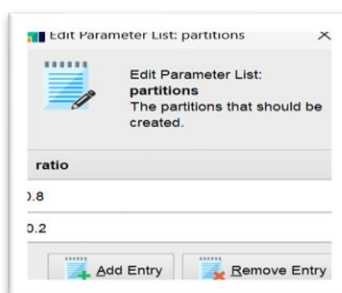 Edit Parameter List: partitions
Edit Parameter List:
partitions
The partitions that should be
created.
ratio
0.8
0.2
Add Entry
Remove Entry